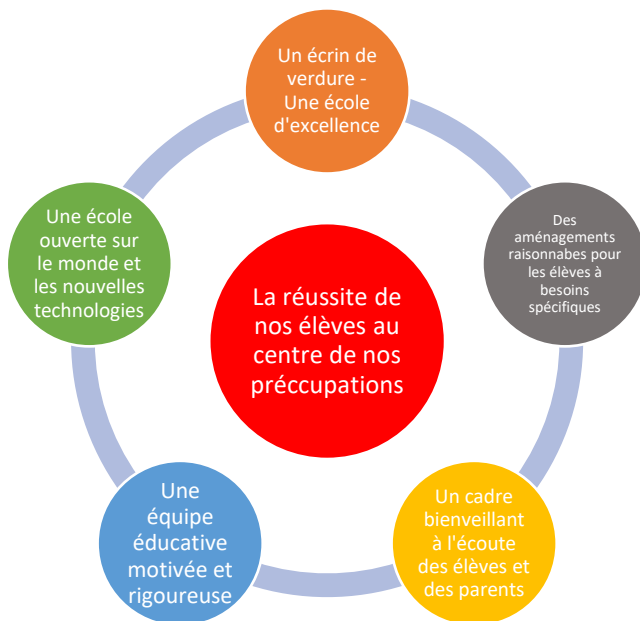 Un écrin de
verdure -
Une école
d'excellence
Des
aménagements
raisonnabes pour
les élèves à
besoins
spécifiques
Un cadre
bienveillant
à l'écoute
des élèves et
des parents
Une
équipe
éducative
motivée et
rigoureuse
Une école
ouverte sur
le monde et
les nouvelles
technologies
La réussite de
nos élèves au
centre de nos
préccupations